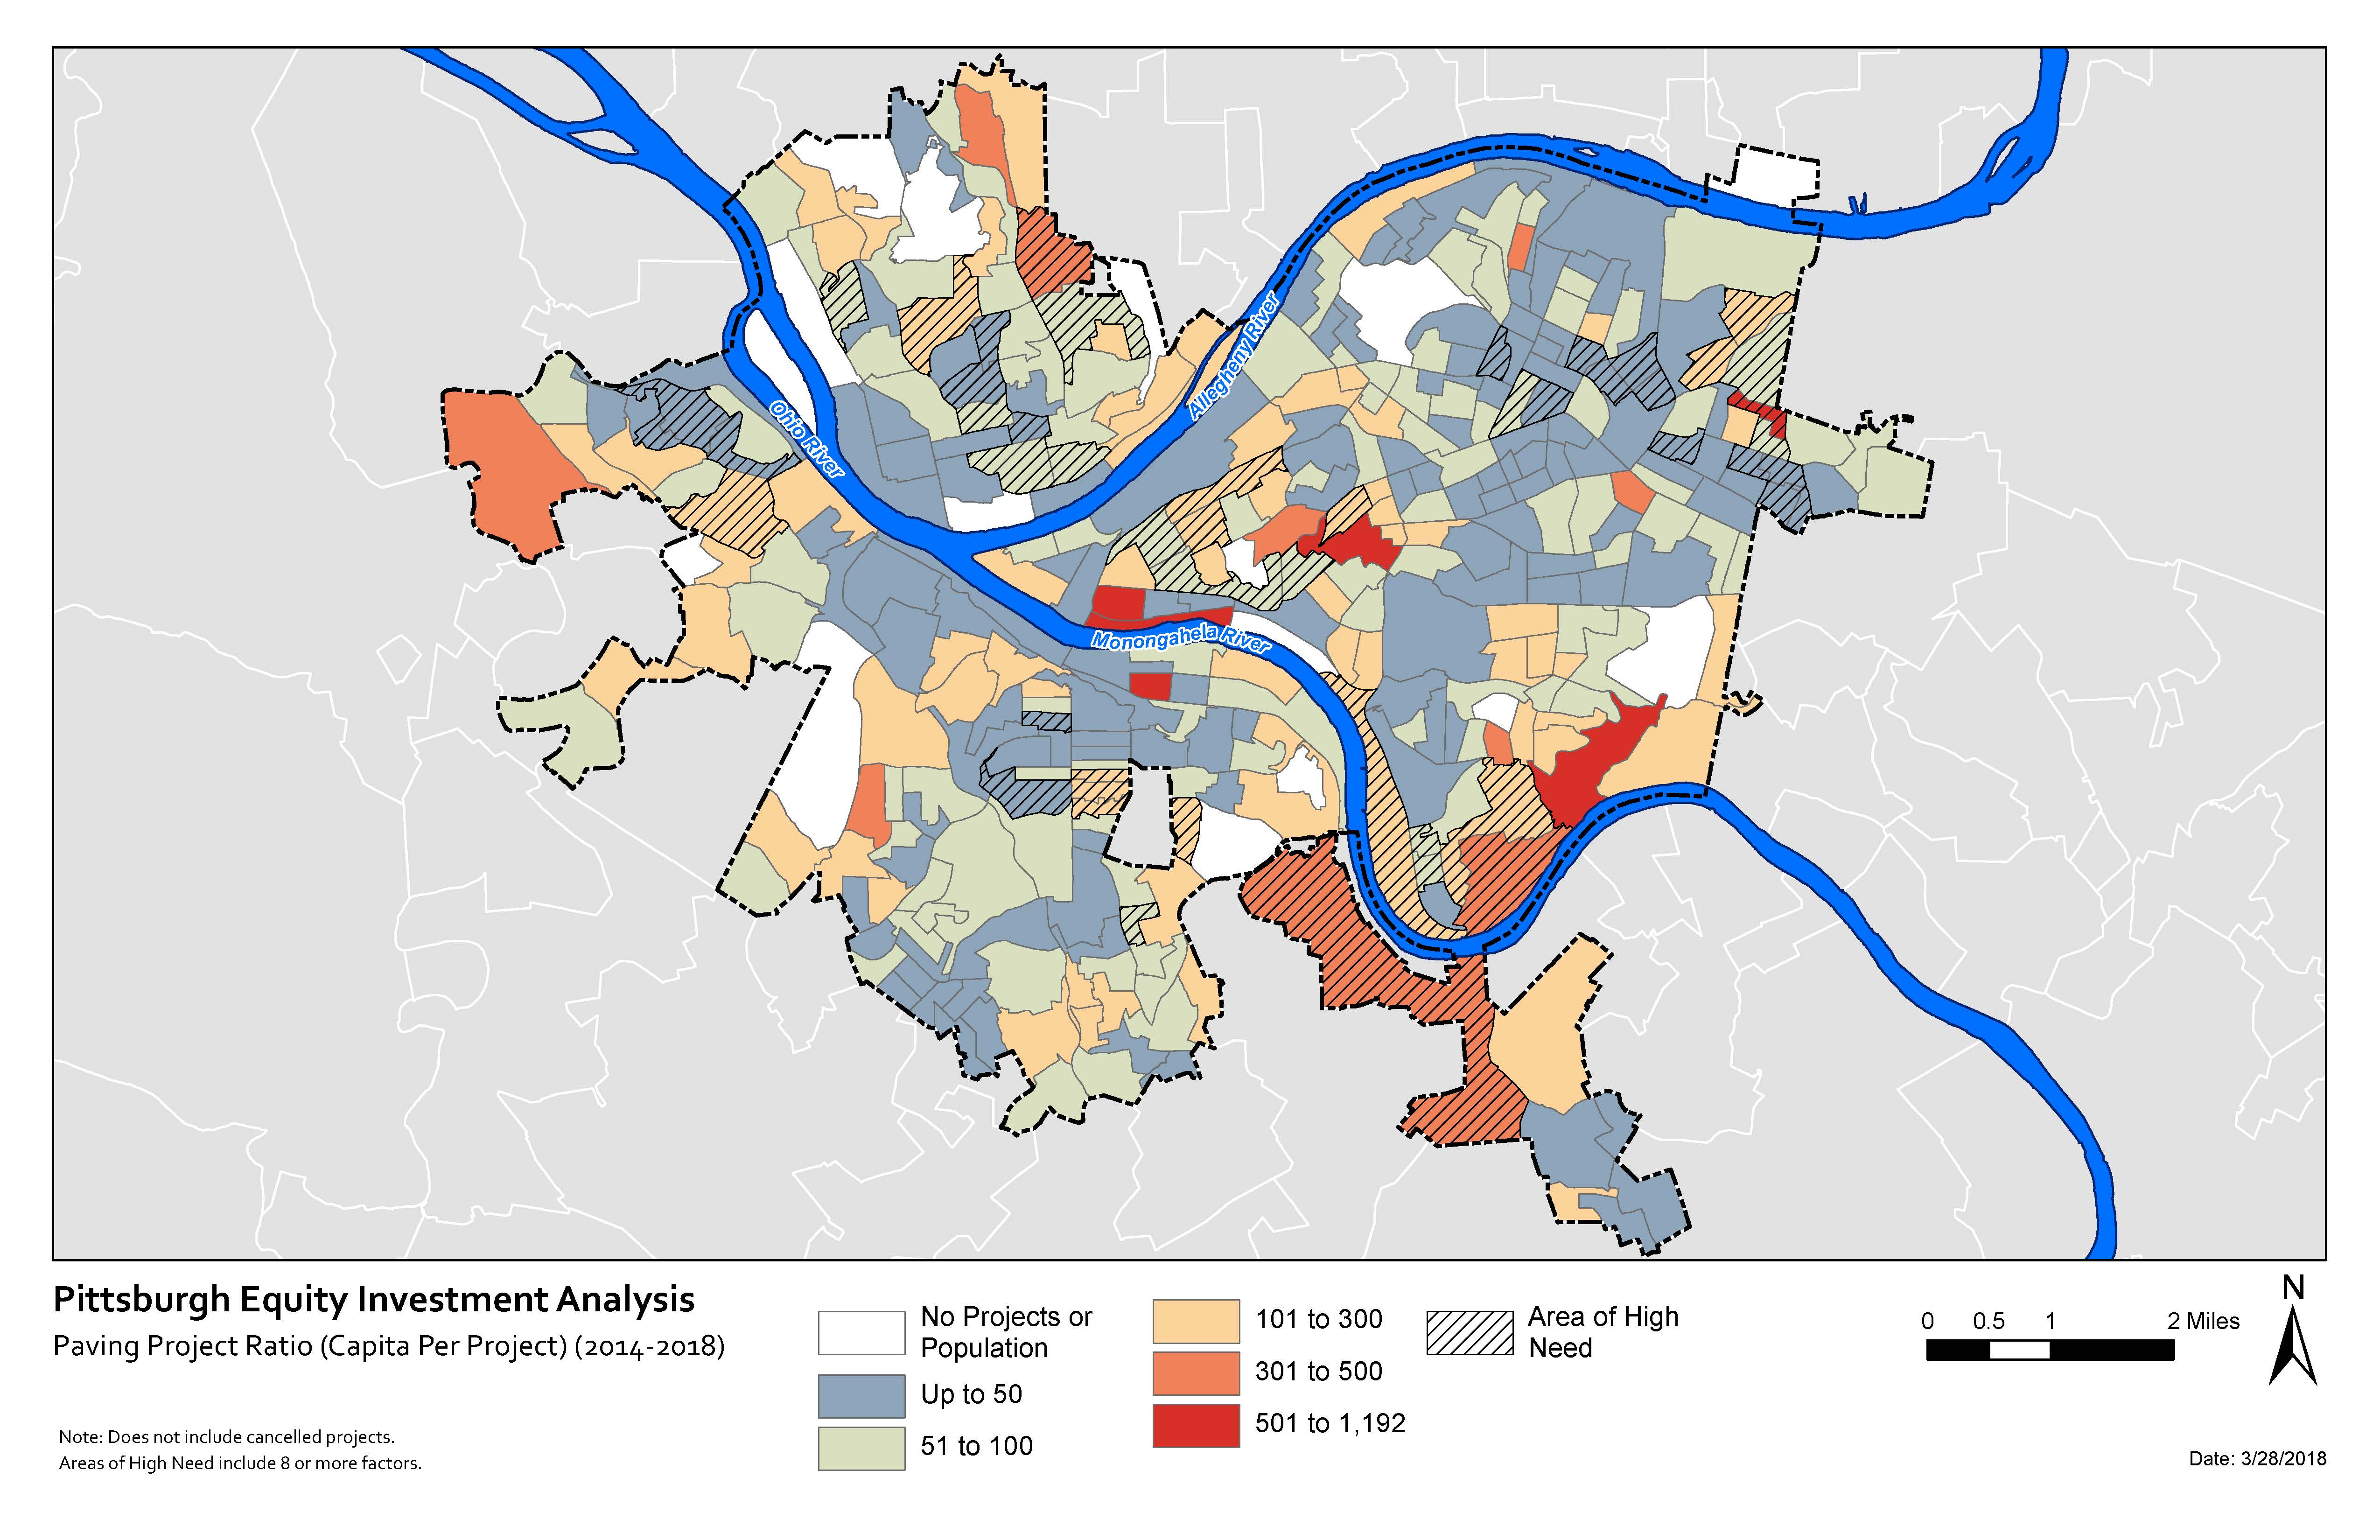 Allegheny River
Ohio River
Monongahela River
Pittsburgh Equity Investment Analysis
Paving Project Ratio (Capita Per Project) (2014-2018)
Note: Does not include cancelled projects.
Areas of High Need include 8 or more factors.
No Projects or
Population
Up to 50
51 to 100
101 to 300
301 to 500
501 to 1,192
Area of High
Need
0 0.5 1 2 Miles
N
Date: 3/28/2018